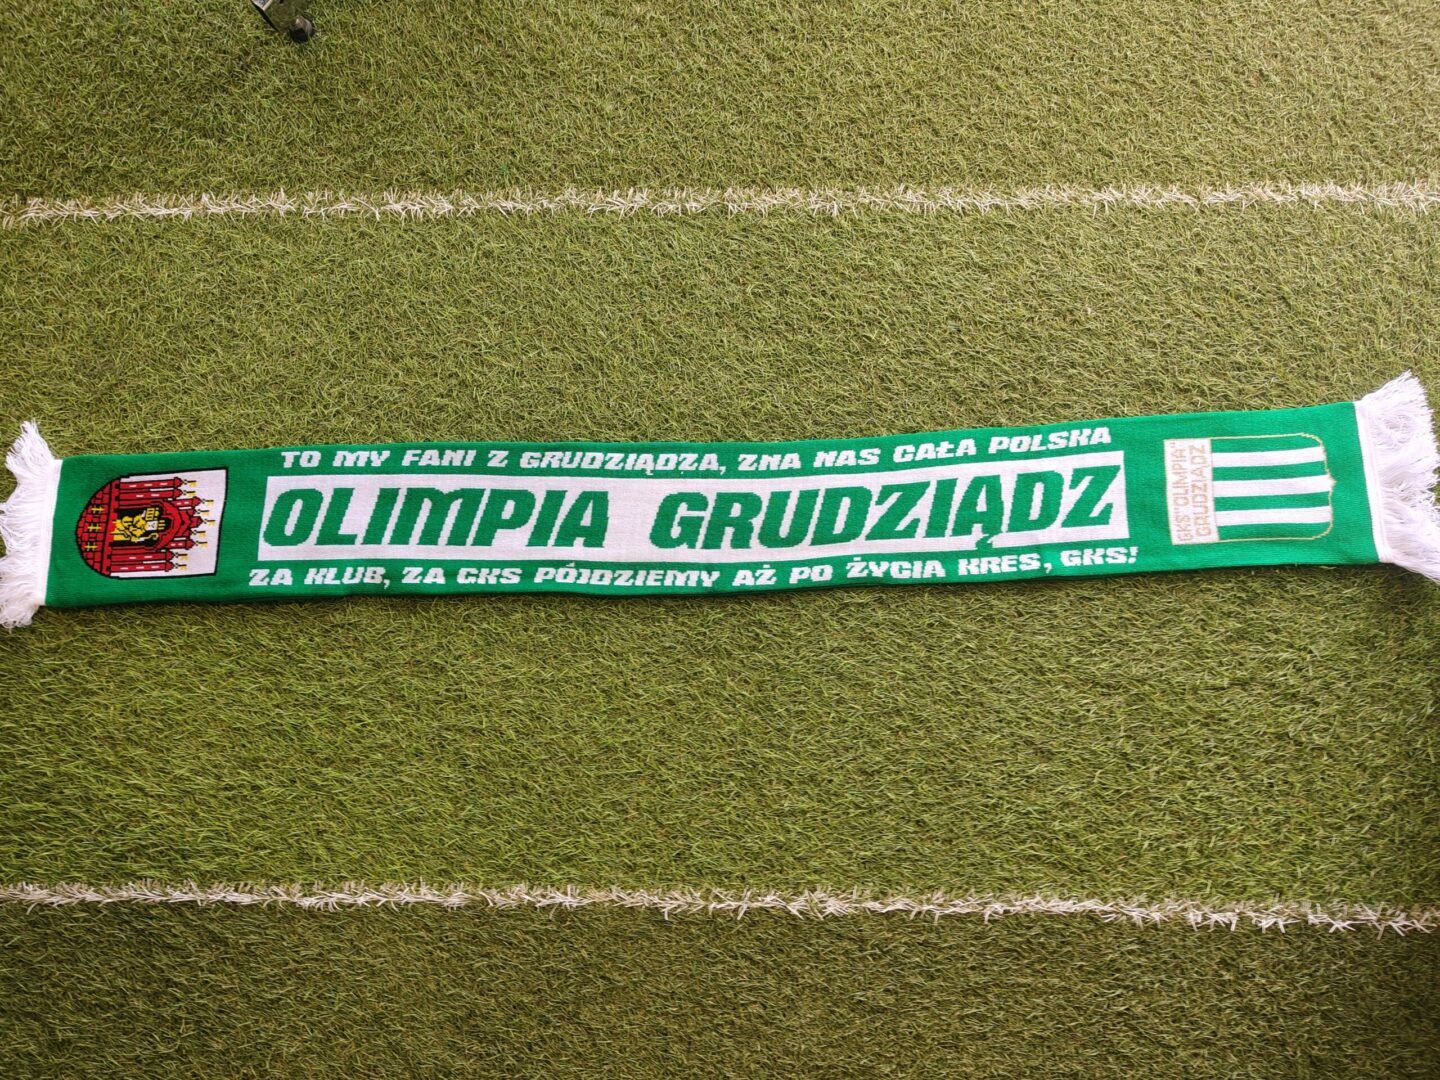 TO MY FANI Z GRUDZIĄDZA, ZNA NAS CAŁA POLSKA
OLIMPIA GRUDZIĄDZ
ZA KLUB, ZA GKS PÓJDZIEMY AŻ PO ŻYCIA KRES, GKS!
GKS "OLIMPIA"
GRUDZIĄDZ